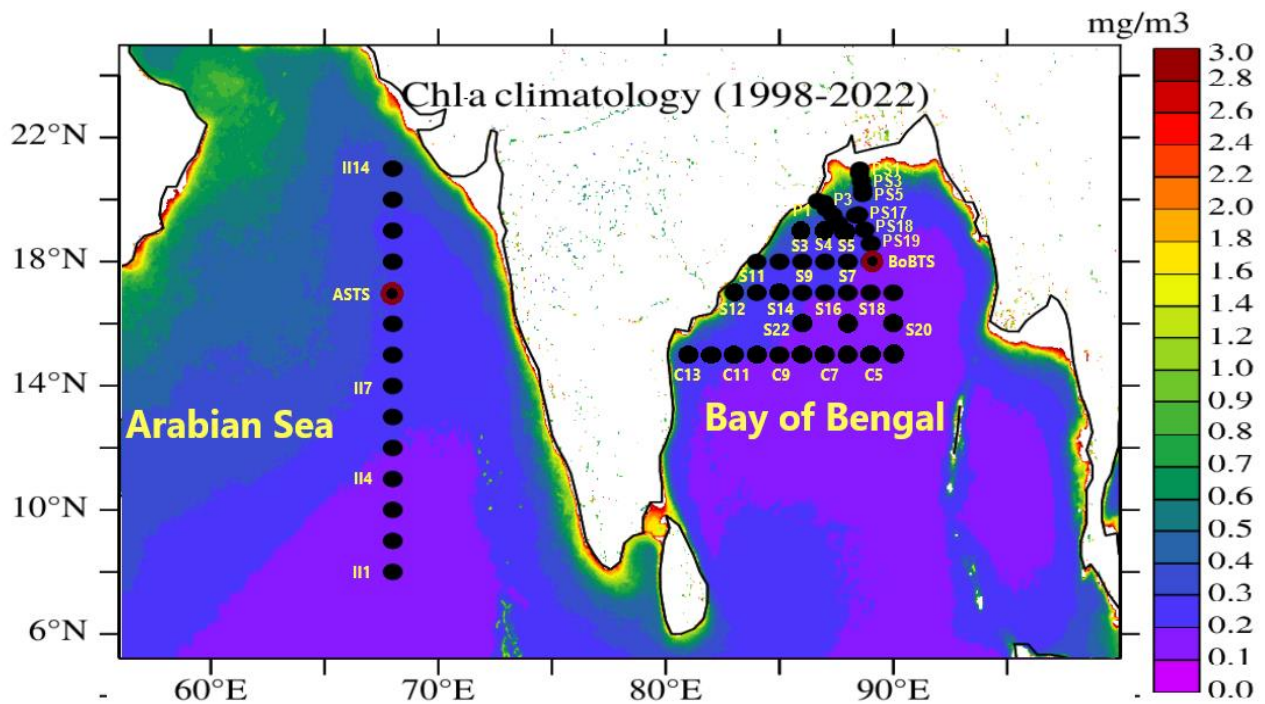 mg/m3
Chl-a climatology (1998-2022)
3.0
2.8
2.6
2.4
2.2
2.0
1.8
1.6
1.4
1.2
1.0
0.9
0.8
0.7
0.6
0.5
0.4
0.3
0.2
0.1
0.0
22°N
18°N
14°N
10°N
6°N
II14
ASTS
II7
II4
II1
Arabian Sea
PS1
PS3
PS5
P1 P3 PS17
PS18
S3 S4 S5 PS19
BoBTS
S11 S9 S7
S12 S14 S16 S18
S22 S20
C13 C11 C9 C7 C5
Bay of Bengal
60°E 70°E 80°E 90°E